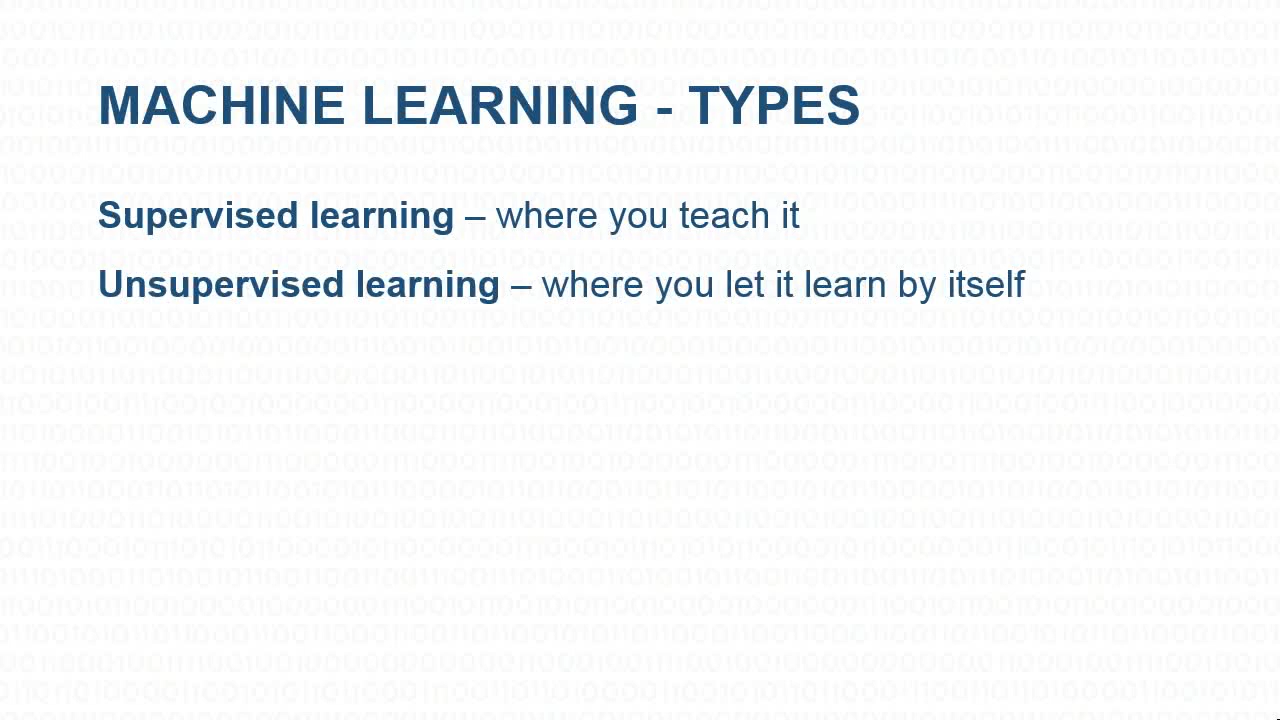 MACHINE LEARNING - TYPES
Supervised learning – where you teach it
Unsupervised learning – where you let it learn by itself